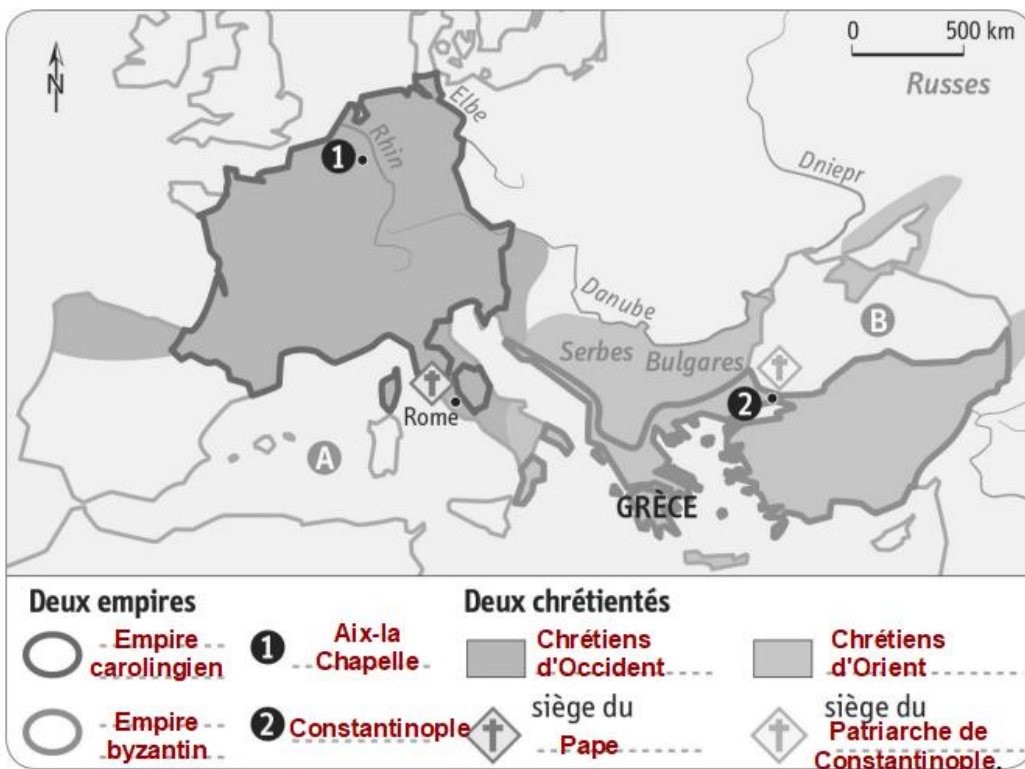 0 500 km
N
Russes
Elbe
Rhin
1
Dniepr
Danube
B
Serbes Bulgares
Rome
2
A
GRÈCE
Deux empires
Deux chrétientés
Empire
carolingien
1 Aix-la
Chapelle
Chrétiens
d'Occident
Chrétiens
d'Orient
Empire
byzantin
2 Constantinople
siège du
Pape
siège du
Patriarche de
Constantinople.